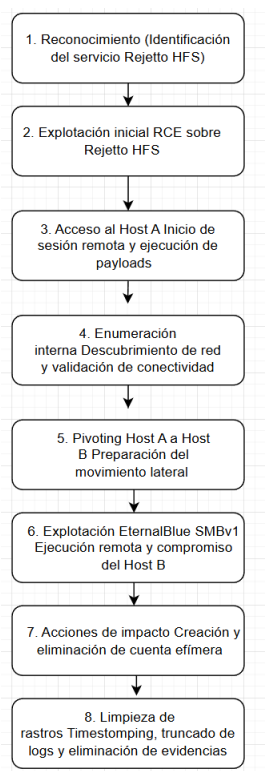 1. Reconocimiento (Identificación
del servicio Rejetto HFS)
2. Explotación inicial RCE sobre
Rejetto HFS
3. Acceso al Host A Inicio de
sesión remota y ejecución de
payloads
4. Enumeración
interna Descubrimiento de red
y validación de conectividad
5. Pivoting Host A a Host
B Preparación del
movimiento lateral
6. Explotación EternalBlue SMBv1
Ejecución remota y compromiso
del Host B
7. Acciones de impacto Creación y
eliminación de cuenta efímera
8. Limpieza de
rastros Timestomping, truncado de
logs y eliminación de evidencias